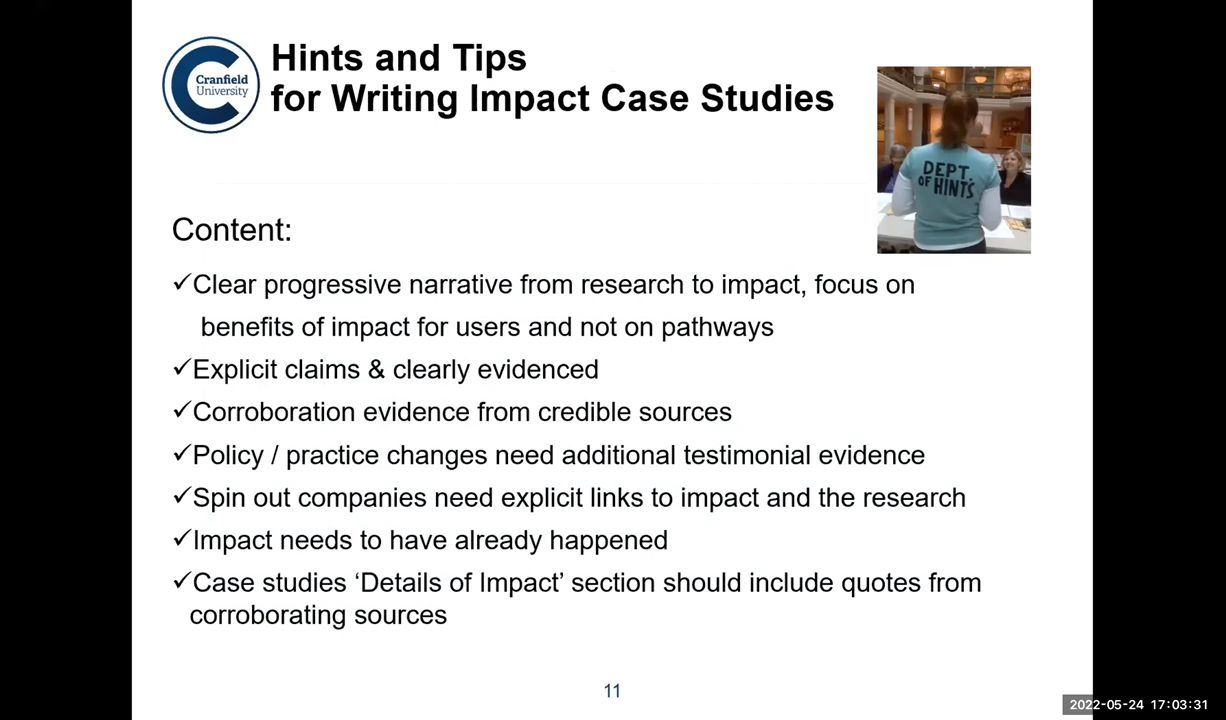 Cranfield
University
Hints and Tips
for Writing Impact Case Studies
DEPT.
OF HINTS
Content:
✓Clear progressive narrative from research to impact, focus on
benefits of impact for users and not on pathways
✓Explicit claims & clearly evidenced
✓Corroboration evidence from credible sources
✓Policy / practice changes need additional testimonial evidence
✓Spin out companies need explicit links to impact and the research
✓Impact needs to have already happened
✓Case studies ‘Details of Impact’ section should include quotes from
corroborating sources
11
2022-05-24 17:03:31